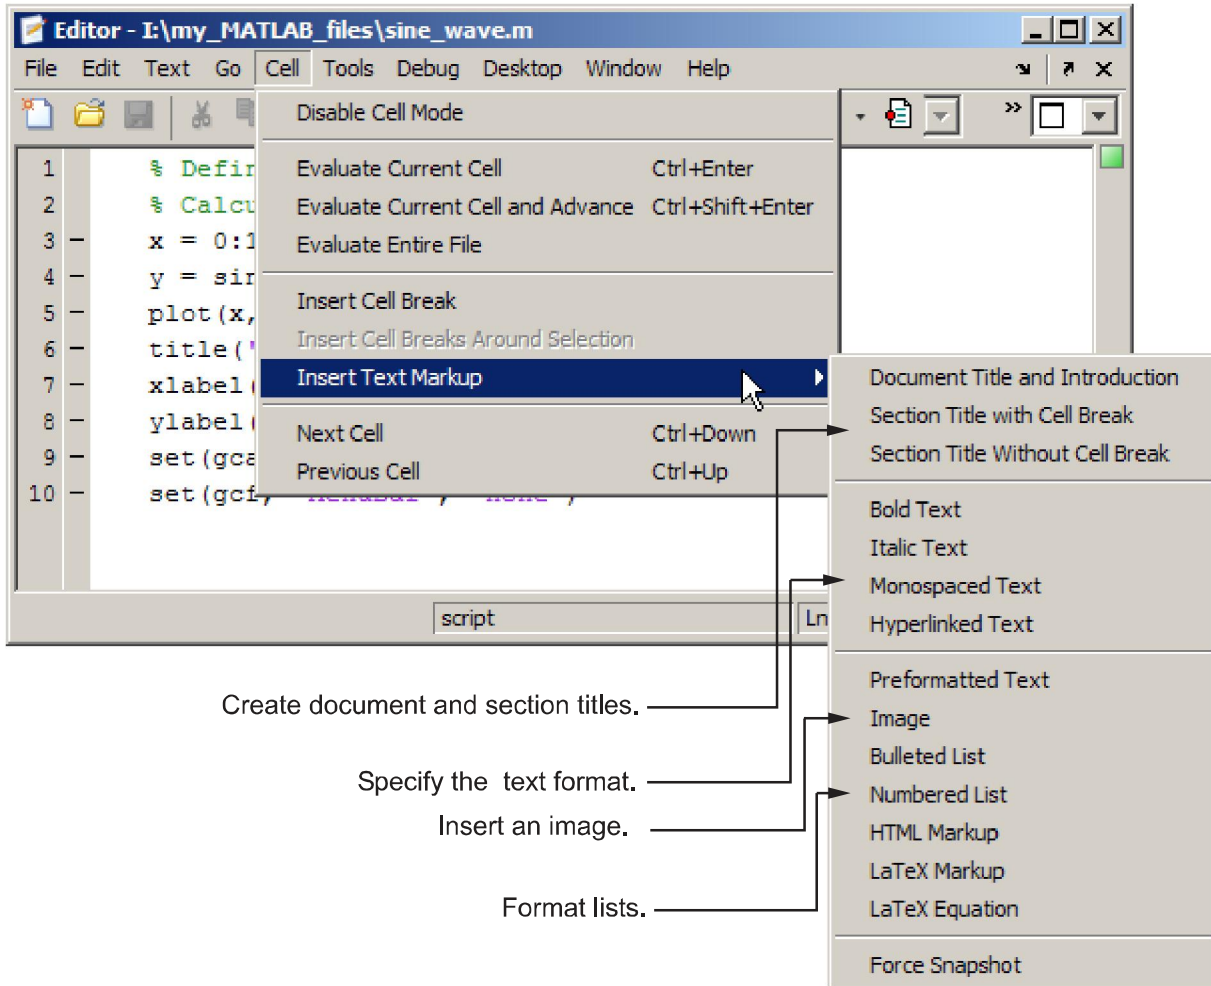 Editor - I:\my_MATLAB_files\sine_wave.m
File Edit Text Go Cell Tools Debug Desktop Window Help
Disable Cell Mode
Evaluate Current Cell Ctrl+Enter
Evaluate Current Cell and Advance Ctrl+Shift+Enter
Evaluate Entire File
Insert Cell Break
Insert Cell Breaks Around Selection
Insert Text Markup
Next Cell Ctrl+Down
Previous Cell Ctrl+Up
1 % Defin
2 % Calcu
3 - x = 0:1
4 - y = sin
5 - plot(x,
6 - title('
7 - xlabel(
8 - ylabel(
9 - set(gca
10 - set(gcf,
script Ln
Document Title and Introduction
Section Title with Cell Break
Section Title Without Cell Break
Bold Text
Italic Text
Monospaced Text
Hyperlinked Text
Preformatted Text
Image
Bulleted List
Numbered List
HTML Markup
LaTeX Markup
LaTeX Equation
Force Snapshot
Create document and section titles.
Specify the text format.
Insert an image.
Format lists.